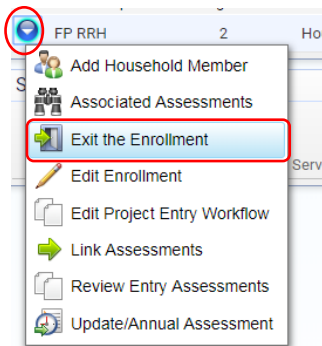 FP RRH 2 Ho
S
Add Household Member
Associated Assessments
Exit the Enrollment
Serv
Edit Enrollment
Edit Project Entry Workflow
Link Assessments
Review Entry Assessments
Update/Annual Assessment